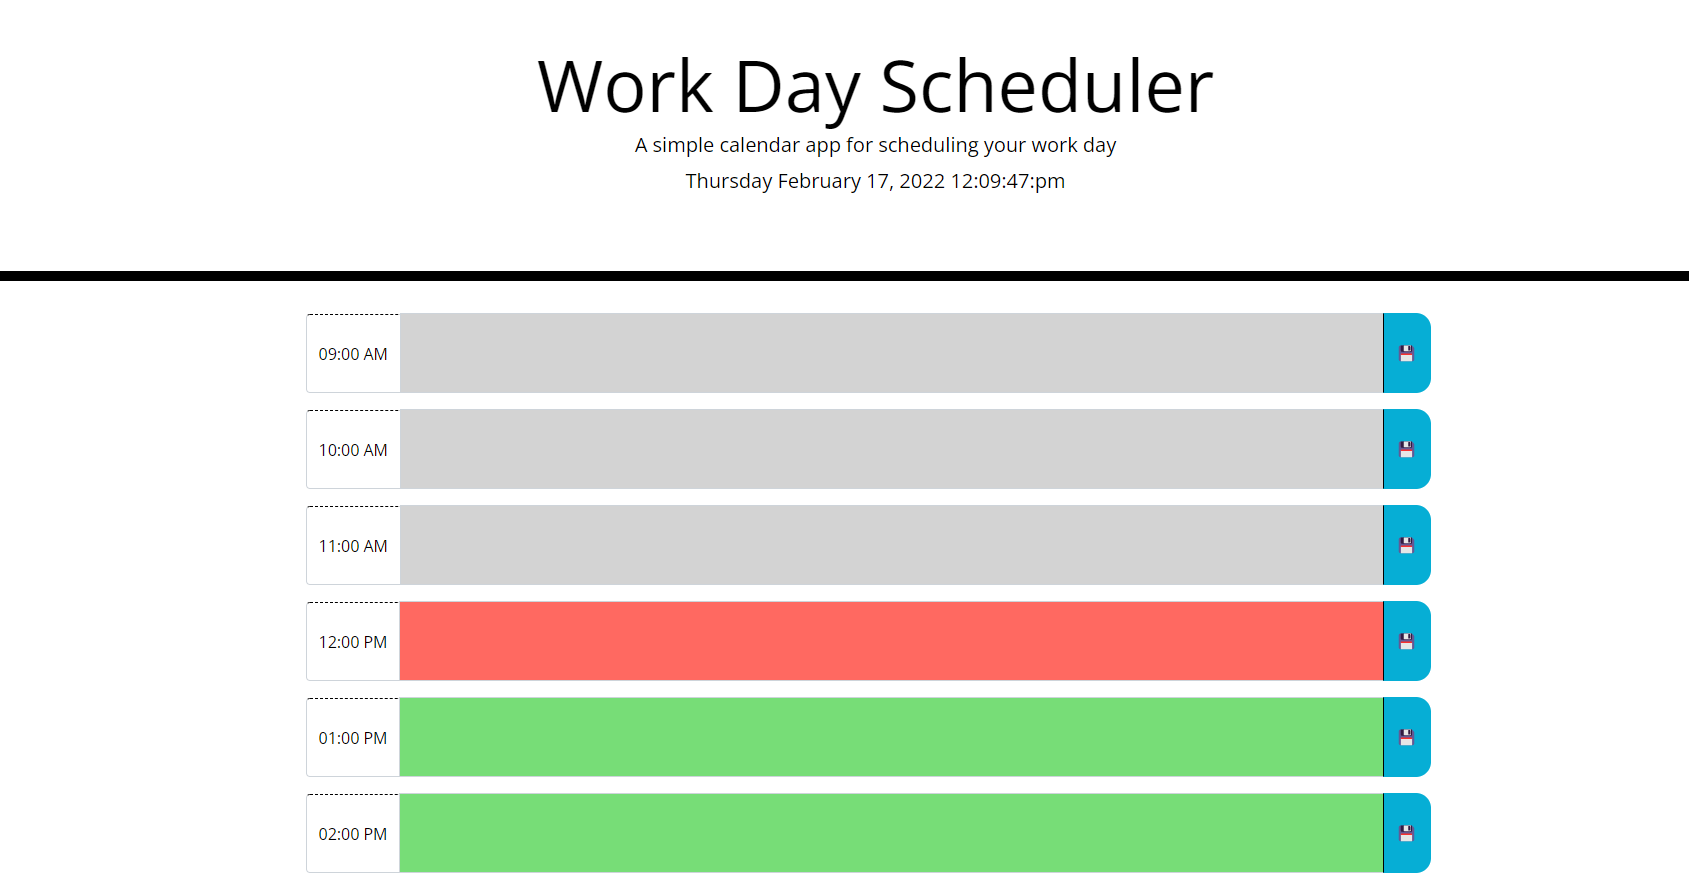 Work Day Scheduler
A simple calendar app for scheduling your work day
Thursday February 17, 2022 12:09:47:pm
09:00 AM
10:00 AM
11:00 AM
12:00 PM
01:00 PM
02:00 PM